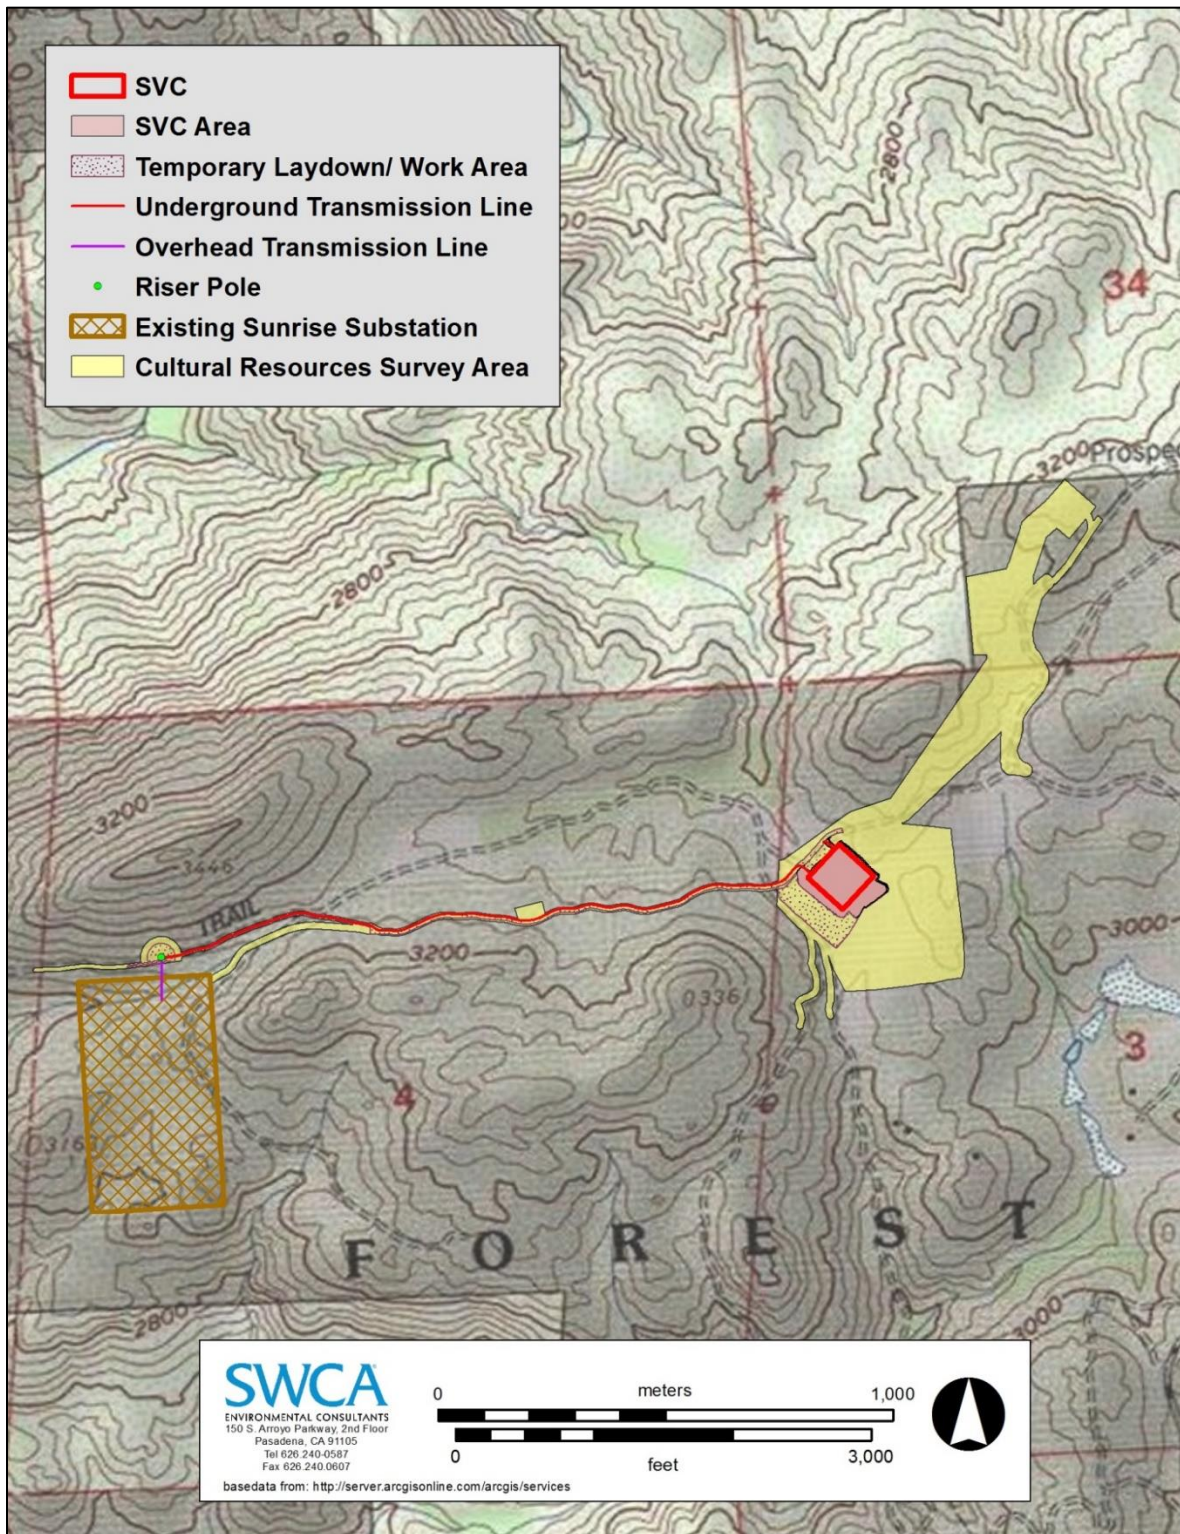 SVC
SVC Area
Temporary Laydown/ Work Area
Underground Transmission Line
Overhead Transmission Line
Riser Pole
Existing Sunrise Substation
Cultural Resources Survey Area
2800
34
3200 Prospec
2800
3200
3446
TRAIL
3200
3000
3
4
F O R E S T
2800
3000
SWCA
ENVIRONMENTAL CONSULTANTS
150 S. Arroyo Parkway, 2nd Floor
Pasadena, CA 91105
Tel 626.240-0587
Fax 626.240.0607
basedata from: http://server.arcgisonline.com/arcgis/services
0 meters 1,000
0 feet 3,000